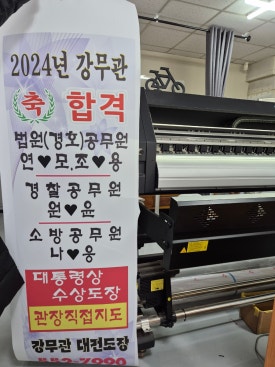 2024년 강무관
축 합격
법원(경호)공무원
연♥모.조♥용
경찰공무원
원♥윤
소방공무원
나♥웅
대통령상
수상도장
관장직접지도
강무관 대전도장